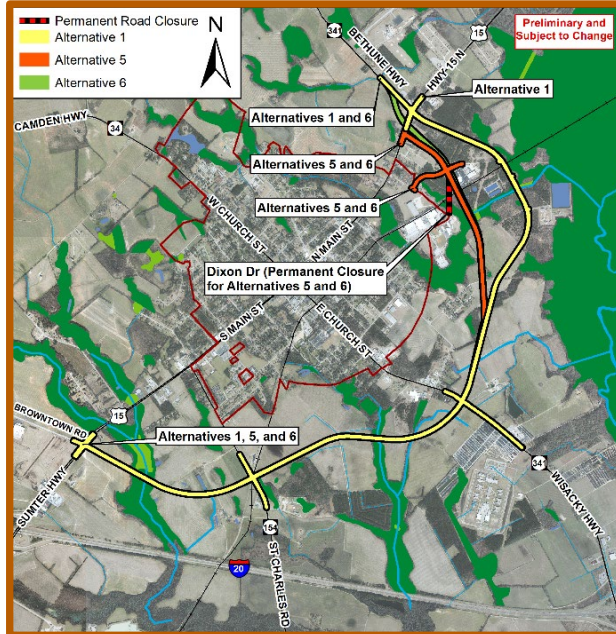 Permanent Road Closure
Alternative 1
Alternative 5
Alternative 6
N
Preliminary and
Subject to Change
341
BETHUNE HWY
HWY-15 N
15
Alternative 1
CAMDEN HWY
34
Alternatives 1 and 6
Alternatives 5 and 6
Alternatives 5 and 6
W CHURCH ST
N MAIN ST
Dixon Dr (Permanent Closure
for Alternatives 5 and 6)
S MAIN ST
E CHURCH ST
15
BROWNTOWN RD
Alternatives 1, 5, and 6
SUMTER HWY
341
WISACKY HWY
154
ST CHARLES RD
20